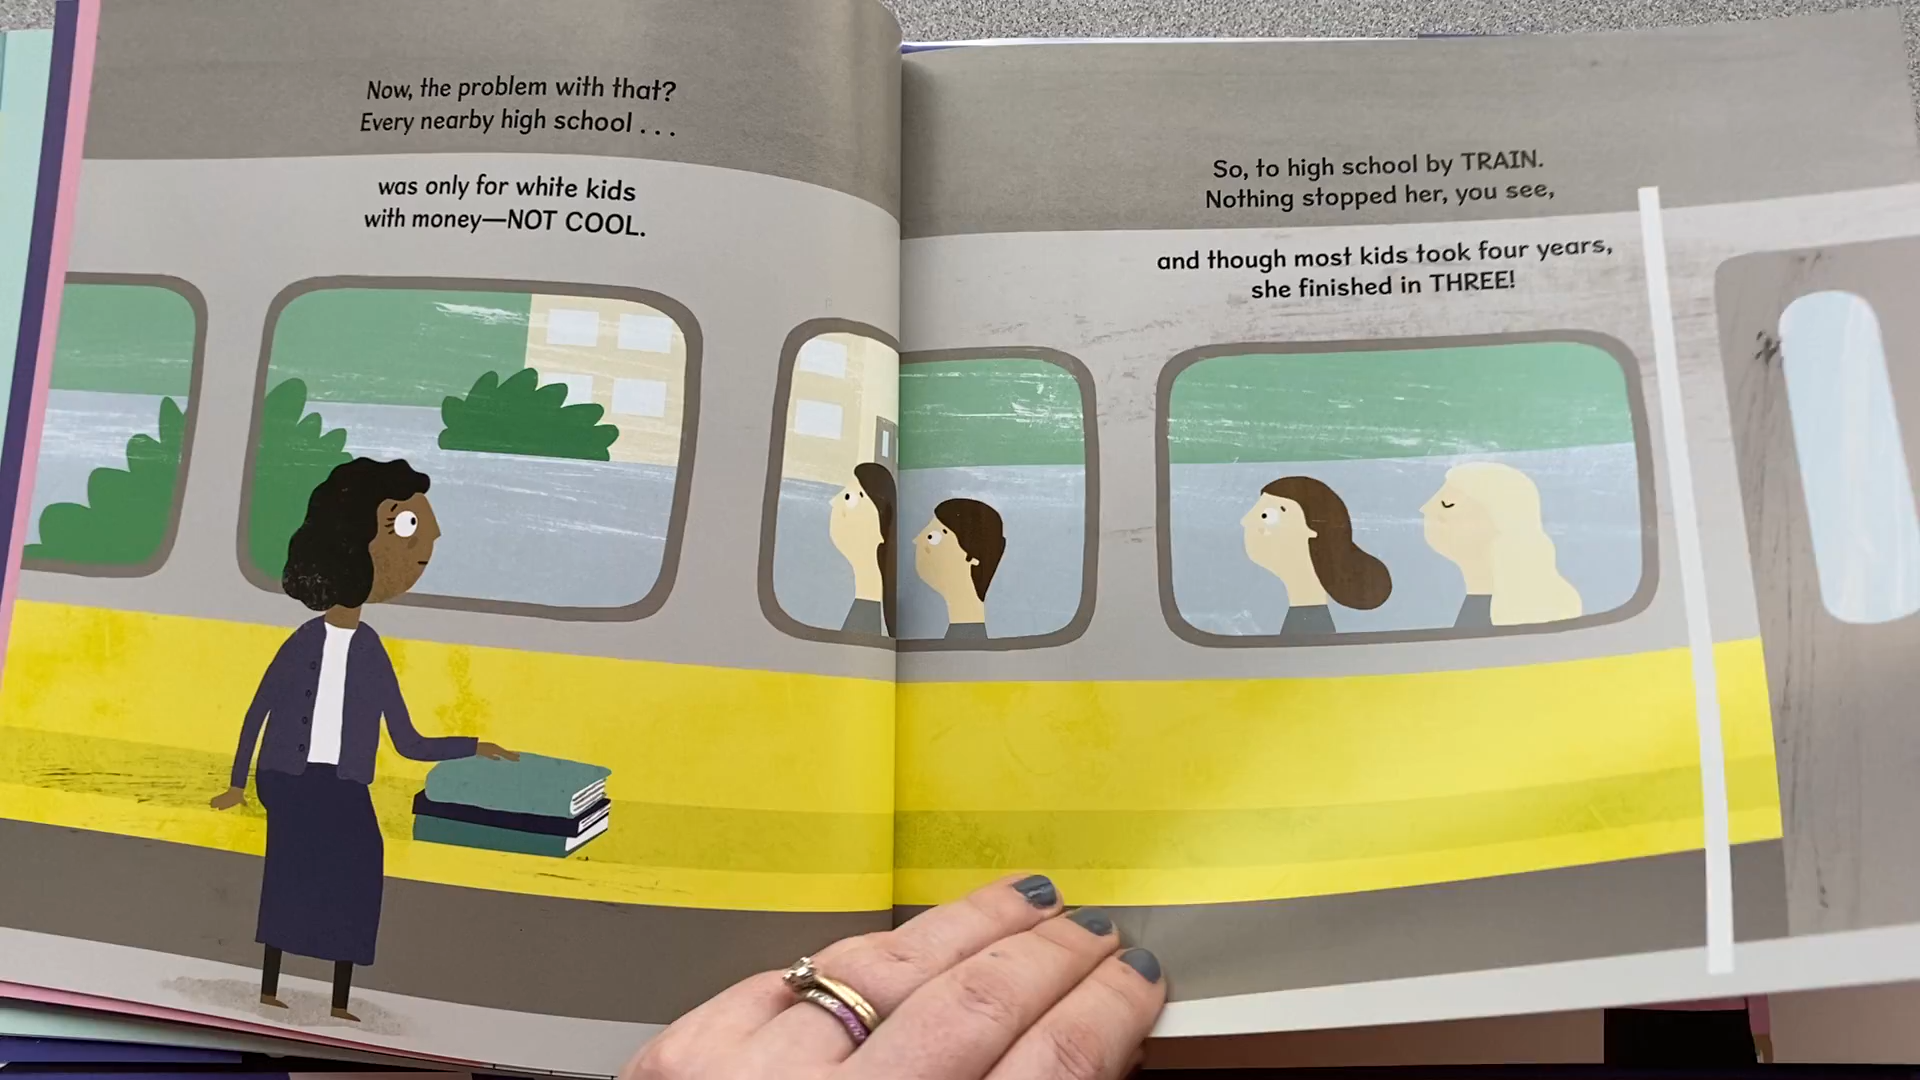 Now, the problem with that?
Every nearby high school . . .
was only for white kids
with money—NOT COOL.
So, to high school by TRAIN.
Nothing stopped her, you see,
and though most kids took four years,
she finished in THREE!